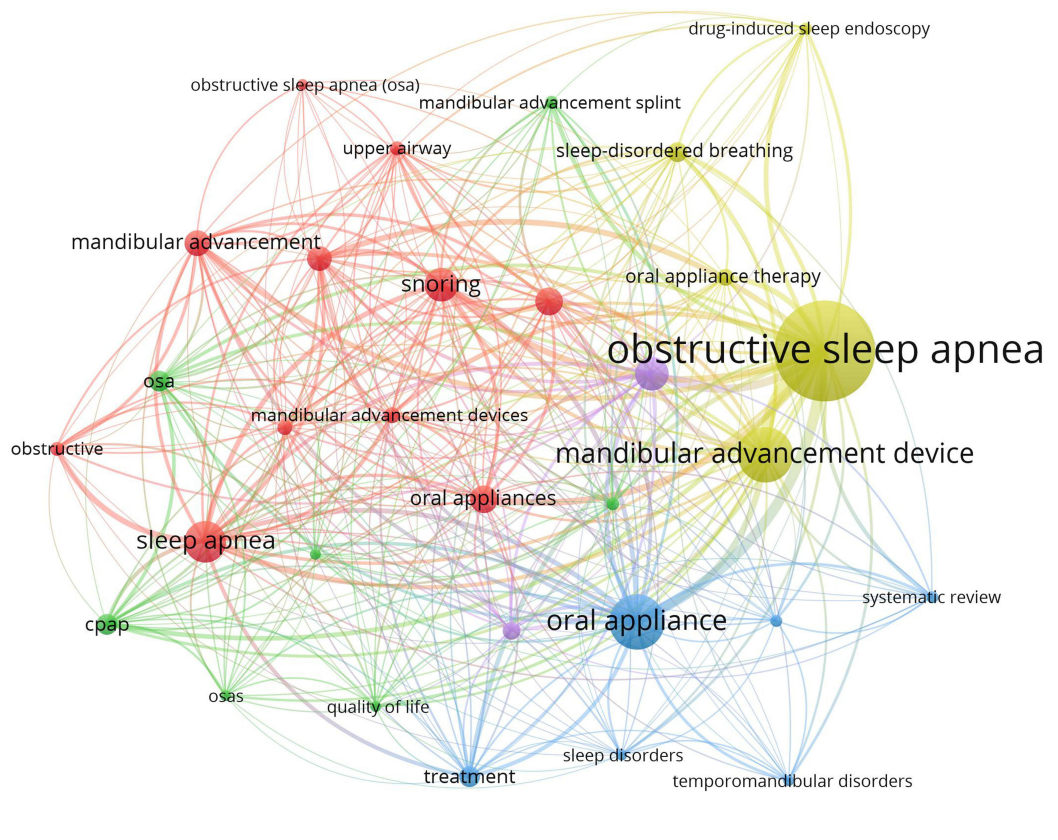 drug-induced sleep endoscopy
obstructive sleep apnea (osa)
mandibular advancement splint
upper airway
sleep-disordered breathing
mandibular advancement
snoring
oral appliance therapy
obstructive sleep apnea
osa
mandibular advancement devices
obstructive
mandibular advancement device
oral appliances
sleep apnea
systematic review
cpap
oral appliance
osas
quality of life
sleep disorders
treatment
temporomandibular disorders